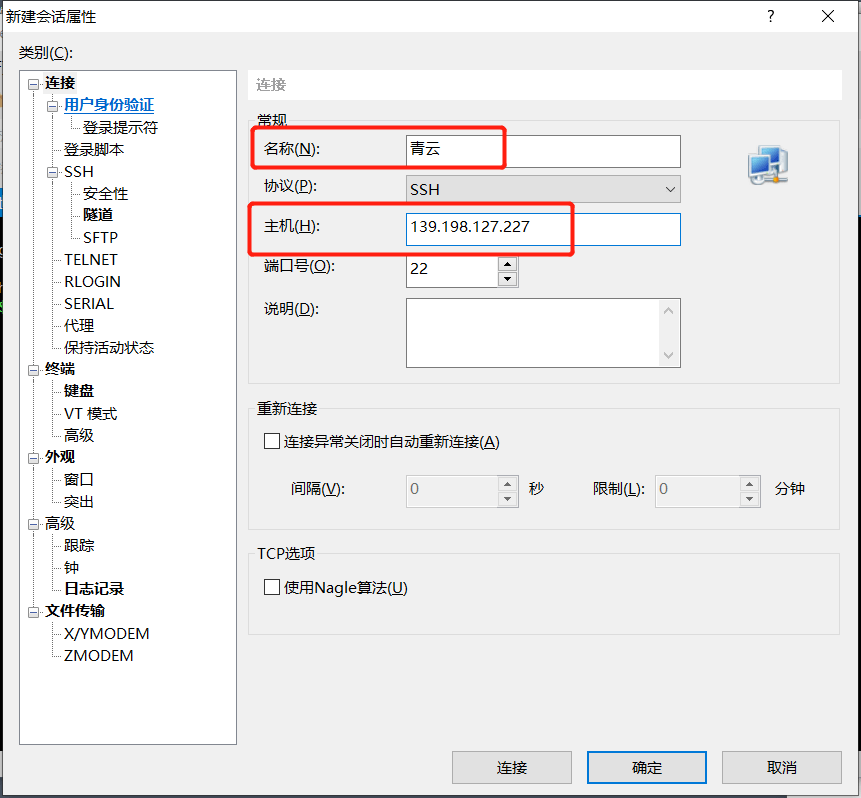 新建会话属性
?
类别(C):
连接
用户身份验证
登录提示符
登录脚本
SSH
安全性
隧道
SFTP
TELNET
RLOGIN
SERIAL
代理
保持活动状态
终端
键盘
VT 模式
高级
外观
窗口
突出
高级
跟踪
钟
日志记录
文件传输
X/YMODEM
ZMODEM
连接
常规
名称(N): 青云
协议(P): SSH
主机(H): 139.198.127.227
端口号(O): 22
说明(D):
重新连接
连接异常关闭时自动重新连接(A)
间隔(V): 0 秒 限制(L): 0 分钟
TCP选项
使用Nagle算法(U)
连接 确定 取消